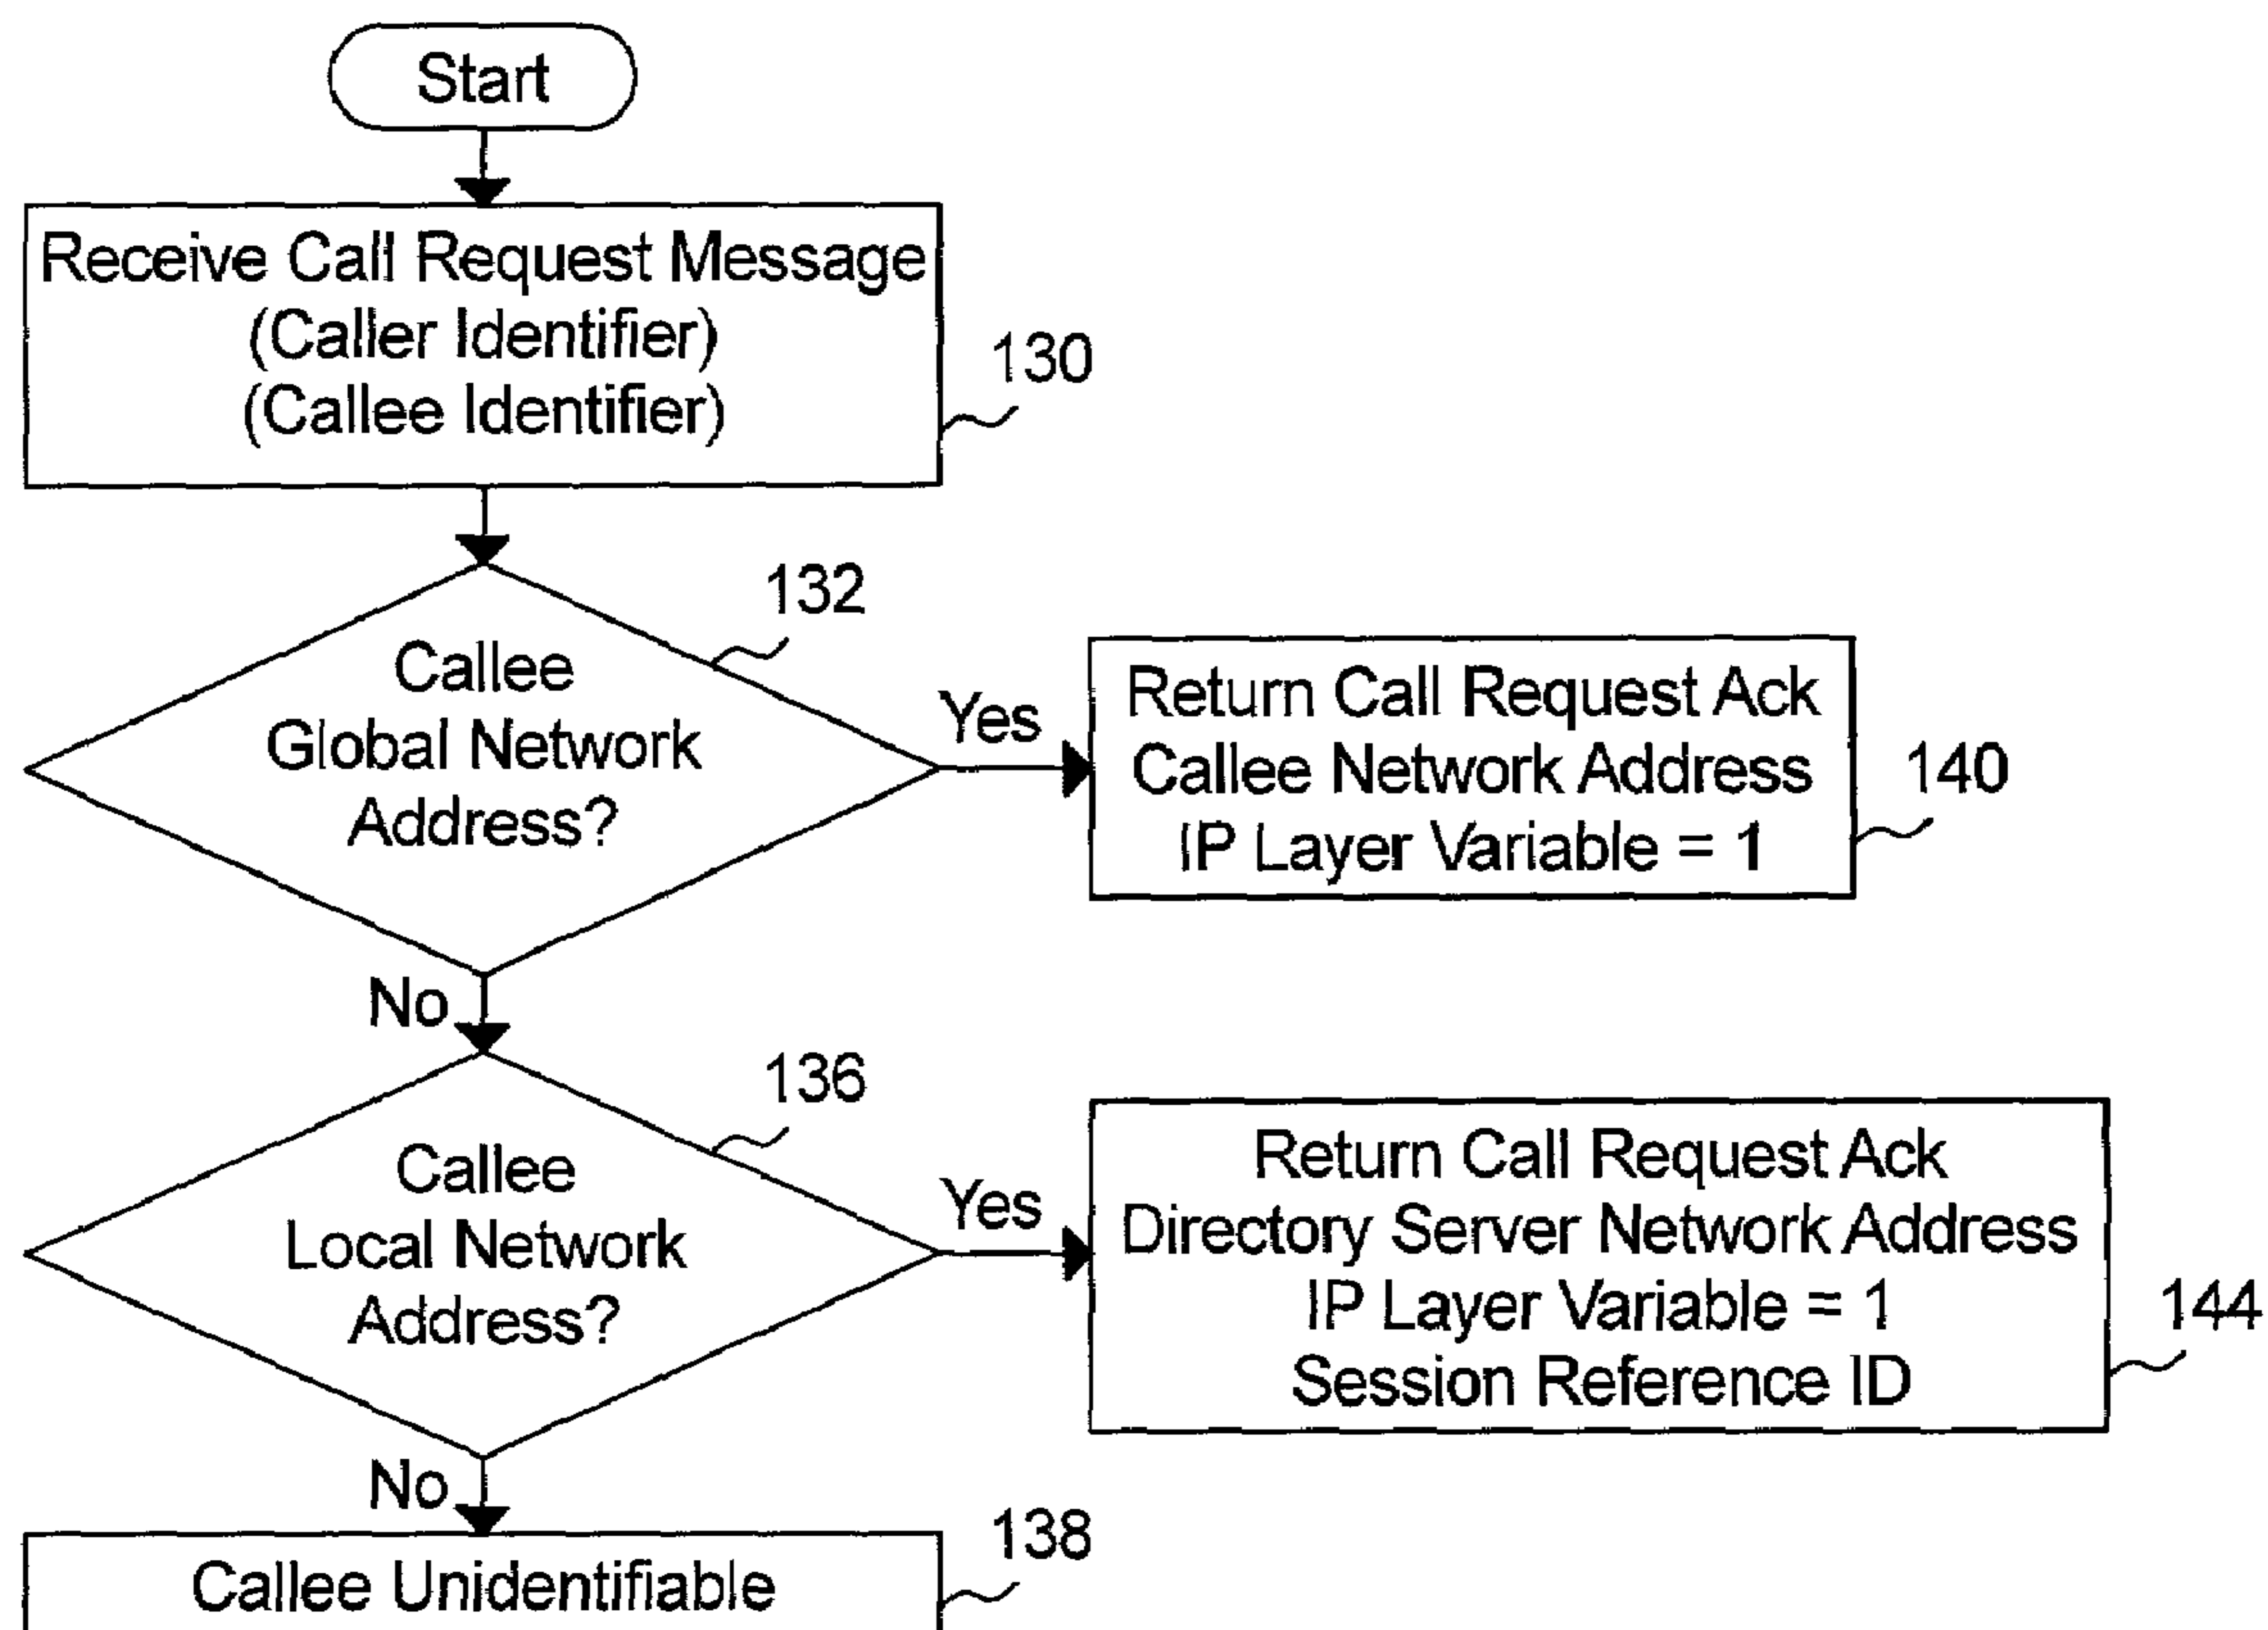 Start
Receive Call Request Message
(Caller Identifier)
(Callee Identifier)
130
132
Callee
Global Network
Address?
Yes
Return Call Request Ack
Callee Network Address
IP Layer Variable = 1
140
No
136
Callee
Local Network
Address?
Yes
Return Call Request Ack
Directory Server Network Address
IP Layer Variable = 1
Session Reference ID
144
No
138
Callee Unidentifiable